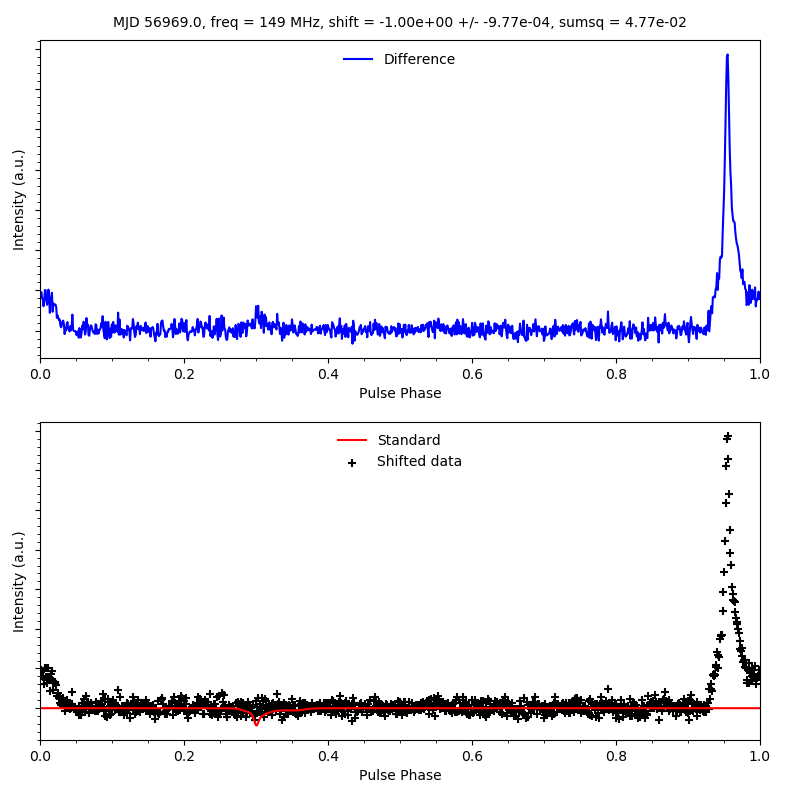 MJD 56969.0, freq = 149 MHz, shift = -1.00e+00 +/- -9.77e-04, sumsq = 4.77e-02
Difference
Intensity (a.u.)
0.0 0.2 0.4 0.6 0.8 1.0
Pulse Phase
Standard
Shifted data
Intensity (a.u.)
0.0 0.2 0.4 0.6 0.8 1.0
Pulse Phase